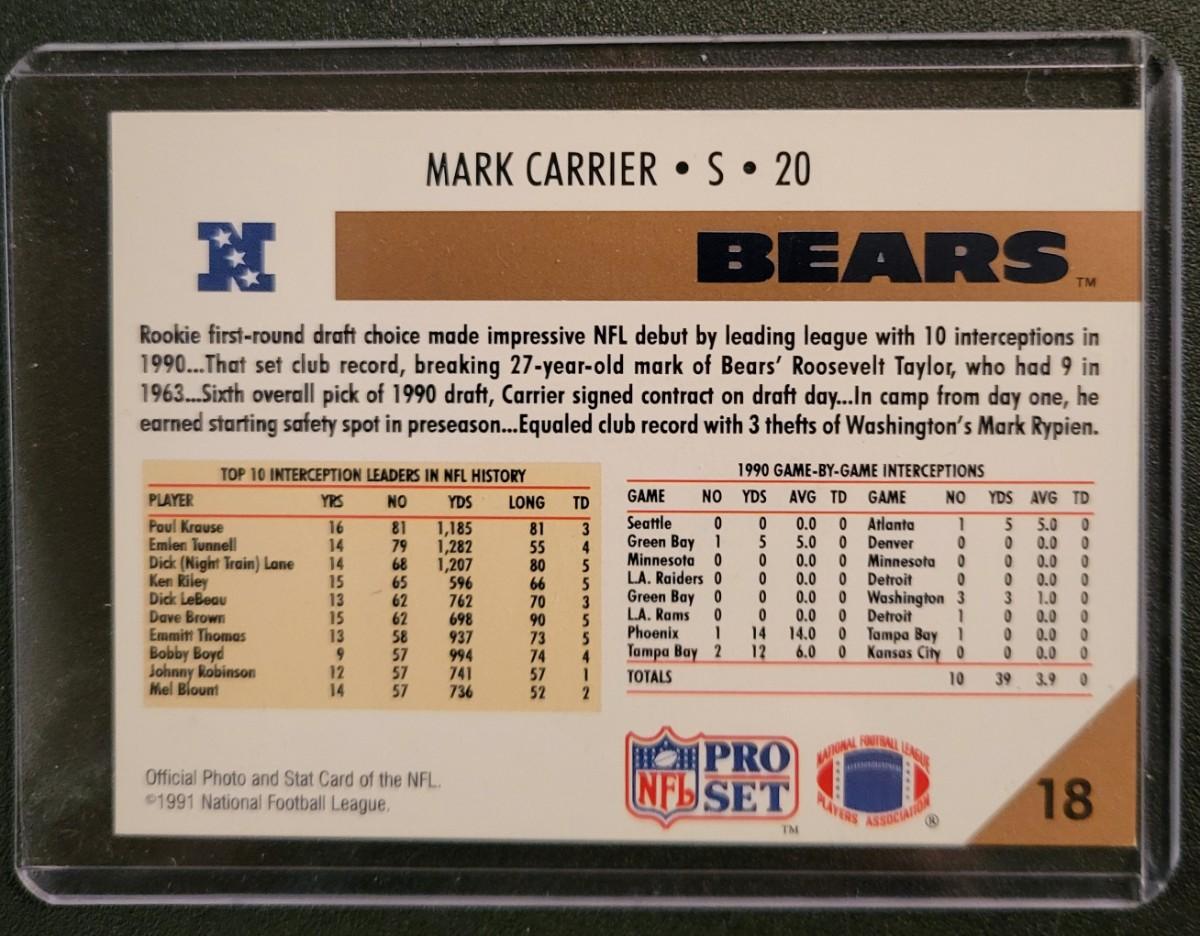 MARK CARRIER • S • 20
N
BEARS™
Rookie first-round draft choice made impressive NFL debut by leading league with 10 interceptions in
1990...That set club record, breaking 27-year-old mark of Bears' Roosevelt Taylor, who had 9 in
1963...Sixth overall pick of 1990 draft, Carrier signed contract on draft day...In camp from day one, he
earned starting safety spot in preseason...Equaled club record with 3 thefts of Washington's Mark Rypien.
TOP 10 INTERCEPTION LEADERS IN NFL HISTORY
PLAYER YRS NO YDS LONG TD
Paul Krause 16 81 1,185 81 3
Emlen Tunnell 14 79 1,282 55 4
Dick (Night Train) Lane 14 68 1,207 80 5
Ken Riley 15 65 596 66 5
Dick LeBeau 13 62 762 70 3
Dave Brown 15 62 698 90 5
Emmitt Thomas 13 58 937 73 5
Bobby Boyd 9 57 994 74 4
Johnny Robinson 12 57 741 57 1
Mel Blount 14 57 736 52 2
1990 GAME-BY-GAME INTERCEPTIONS
GAME NO YDS AVG TD GAME NO YDS AVG TD
Seattle 0 0 0.0 0 Atlanta 1 5 5.0 0
Green Bay 1 5 5.0 0 Denver 0 0 0.0 0
Minnesota 0 0 0.0 0 Minnesota 0 0 0.0 0
L.A. Raiders 0 0 0.0 0 Detroit 0 0 0.0 0
Green Bay 0 0 0.0 0 Washington 3 3 1.0 0
L.A. Rams 0 0 0.0 0 Detroit 1 0 0.0 0
Phoenix 1 14 14.0 0 Tampa Bay 1 0 0.0 0
Tampa Bay 2 12 6.0 0 Kansas City 0 0 0.0 0
TOTALS 10 39 3.9 0
Official Photo and Stat Card of the NFL.
©1991 National Football League.
NFL PRO SET™
NATIONAL FOOTBALL LEAGUE
PLAYERS ASSOCIATION®
18